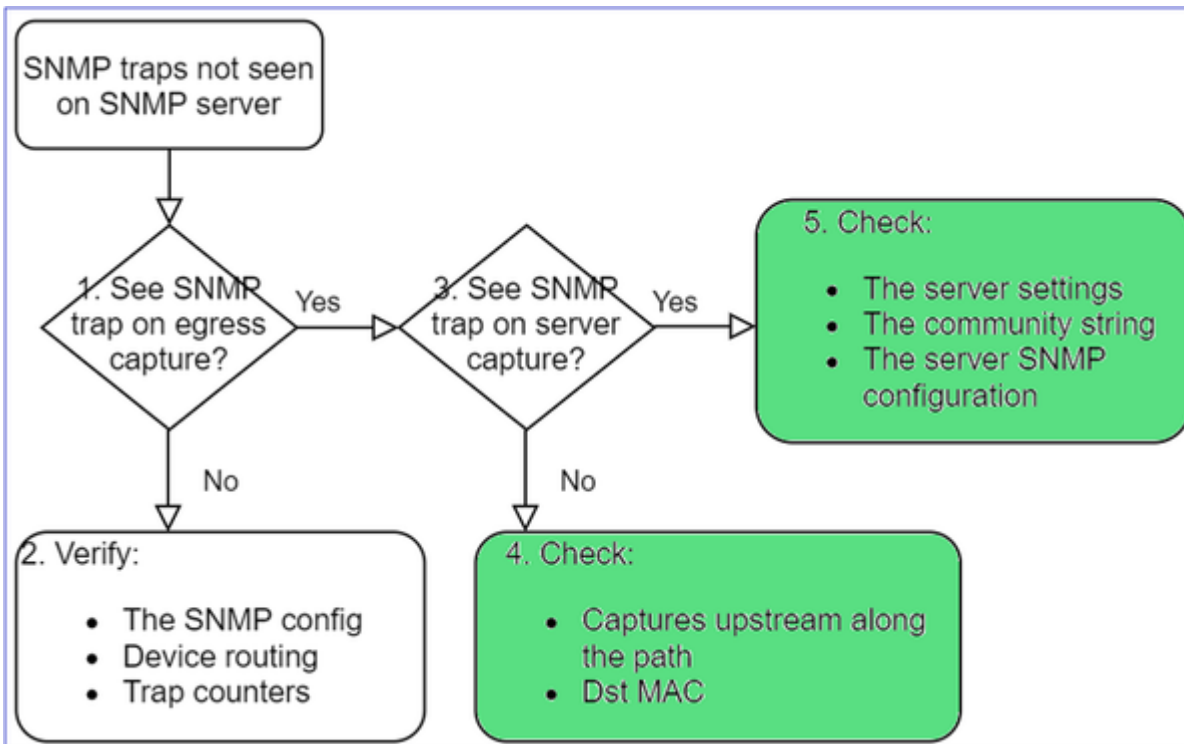 SNMP traps not seen
on SNMP server
1. See SNMP
trap on egress
capture?
Yes
3. See SNMP
trap on server
capture?
Yes
5. Check:
• The server settings
• The community string
• The server SNMP
configuration
No
No
2. Verify:
• The SNMP config
• Device routing
• Trap counters
4. Check:
• Captures upstream along
the path
• Dst MAC